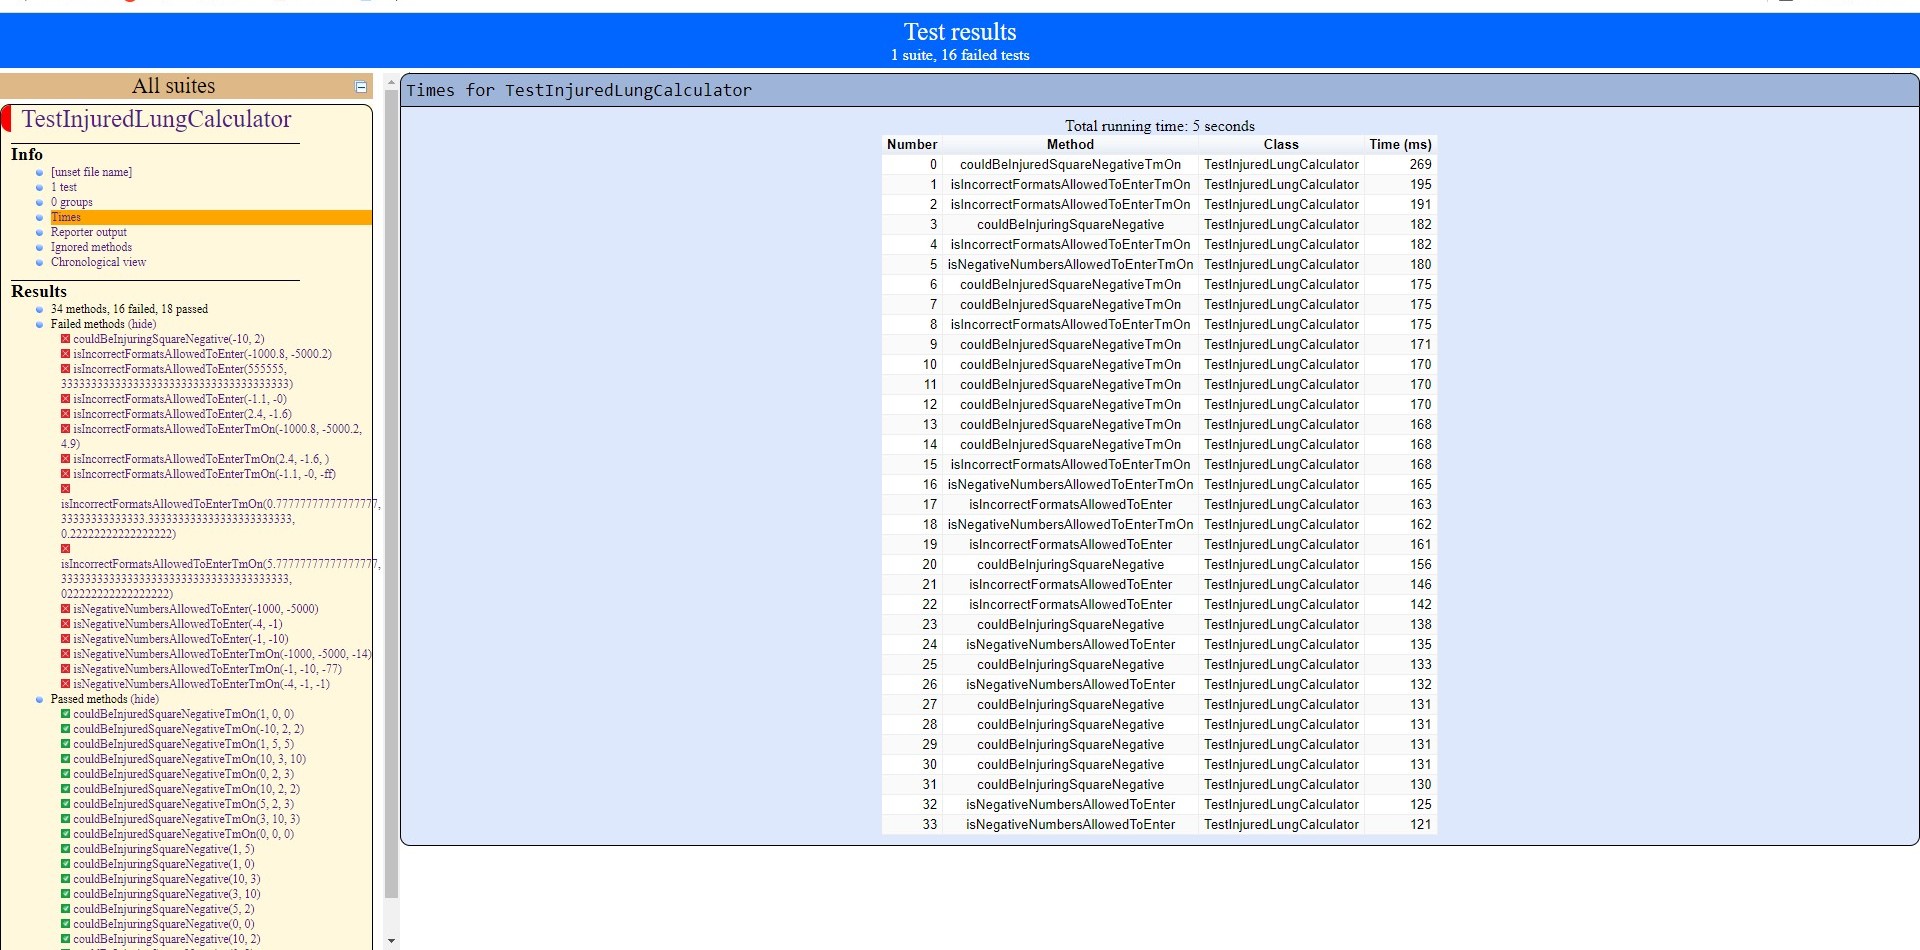 Test results
1 suite, 16 failed tests
All suites
TestInjuredLungCalculator
Info
[unset file name]
1 test
0 groups
Times
Reporter output
Ignored methods
Chronological view
Results
34 methods, 16 failed, 18 passed
Failed methods (hide)
couldBeInjuringSquareNegative(-10, 2)
isIncorrectFormatsAllowedToEnter(-1000.8, -5000.2)
isIncorrectFormatsAllowedToEnter(555555,
isIncorrectFormatsAllowedToEnter(-1.1, -0)
isIncorrectFormatsAllowedToEnter(2.4, -1.6)
isIncorrectFormatsAllowedToEnterTmOn(-1000.8, -5000.2,
4.9)
isIncorrectFormatsAllowedToEnterTmOn(2.4, -1.6, )
isIncorrectFormatsAllowedToEnterTmOn(-1.1, -0, -ff)
isNegativeNumbersAllowedToEnter(-1000, -5000)
isNegativeNumbersAllowedToEnter(-4, -1)
isNegativeNumbersAllowedToEnter(-1, -10)
isNegativeNumbersAllowedToEnterTmOn(-1000, -5000, -14)
isNegativeNumbersAllowedToEnterTmOn(-1, -10, -77)
isNegativeNumbersAllowedToEnterTmOn(-4, -1, -1)
Passed methods (hide)
couldBeInjuredSquareNegativeTmOn(1, 0, 0)
couldBeInjuredSquareNegativeTmOn(-10, 2, 2)
couldBeInjuredSquareNegativeTmOn(1, 5, 5)
couldBeInjuredSquareNegativeTmOn(10, 3, 10)
couldBeInjuredSquareNegativeTmOn(0, 2, 3)
couldBeInjuredSquareNegativeTmOn(10, 2, 2)
couldBeInjuredSquareNegativeTmOn(5, 2, 3)
couldBeInjuredSquareNegativeTmOn(3, 10, 3)
couldBeInjuredSquareNegativeTmOn(0, 0, 0)
couldBeInjuringSquareNegative(1, 5)
couldBeInjuringSquareNegative(1, 0)
couldBeInjuringSquareNegative(10, 3)
couldBeInjuringSquareNegative(3, 10)
couldBeInjuringSquareNegative(5, 2)
couldBeInjuringSquareNegative(0, 0)
couldBeInjuringSquareNegative(10, 2)
Times for TestInjuredLungCalculator
Total running time: 5 seconds
Number Method Class Time (ms)
0 couldBeInjuredSquareNegativeTmOn TestInjuredLungCalculator 269
1 isIncorrectFormatsAllowedToEnterTmOn TestInjuredLungCalculator 195
2 isIncorrectFormatsAllowedToEnterTmOn TestInjuredLungCalculator 191
3 couldBeInjuringSquareNegative TestInjuredLungCalculator 182
4 isIncorrectFormatsAllowedToEnterTmOn TestInjuredLungCalculator 182
5 isNegativeNumbersAllowedToEnterTmOn TestInjuredLungCalculator 180
6 couldBeInjuredSquareNegativeTmOn TestInjuredLungCalculator 175
7 couldBeInjuredSquareNegativeTmOn TestInjuredLungCalculator 175
8 isIncorrectFormatsAllowedToEnterTmOn TestInjuredLungCalculator 175
9 couldBeInjuredSquareNegativeTmOn TestInjuredLungCalculator 171
10 couldBeInjuredSquareNegativeTmOn TestInjuredLungCalculator 170
11 couldBeInjuredSquareNegativeTmOn TestInjuredLungCalculator 170
12 couldBeInjuredSquareNegativeTmOn TestInjuredLungCalculator 170
13 couldBeInjuredSquareNegativeTmOn TestInjuredLungCalculator 168
14 couldBeInjuredSquareNegativeTmOn TestInjuredLungCalculator 168
15 isIncorrectFormatsAllowedToEnterTmOn TestInjuredLungCalculator 168
16 isNegativeNumbersAllowedToEnterTmOn TestInjuredLungCalculator 165
17 isIncorrectFormatsAllowedToEnter TestInjuredLungCalculator 163
18 isNegativeNumbersAllowedToEnterTmOn TestInjuredLungCalculator 162
19 isIncorrectFormatsAllowedToEnter TestInjuredLungCalculator 161
20 couldBeInjuringSquareNegative TestInjuredLungCalculator 156
21 isIncorrectFormatsAllowedToEnter TestInjuredLungCalculator 146
22 isIncorrectFormatsAllowedToEnter TestInjuredLungCalculator 142
23 couldBeInjuringSquareNegative TestInjuredLungCalculator 138
24 isNegativeNumbersAllowedToEnter TestInjuredLungCalculator 135
25 couldBeInjuringSquareNegative TestInjuredLungCalculator 133
26 isNegativeNumbersAllowedToEnter TestInjuredLungCalculator 132
27 couldBeInjuringSquareNegative TestInjuredLungCalculator 131
28 couldBeInjuringSquareNegative TestInjuredLungCalculator 131
29 couldBeInjuringSquareNegative TestInjuredLungCalculator 131
30 couldBeInjuringSquareNegative TestInjuredLungCalculator 131
31 couldBeInjuringSquareNegative TestInjuredLungCalculator 130
32 isNegativeNumbersAllowedToEnter TestInjuredLungCalculator 125
33 isNegativeNumbersAllowedToEnter TestInjuredLungCalculator 121